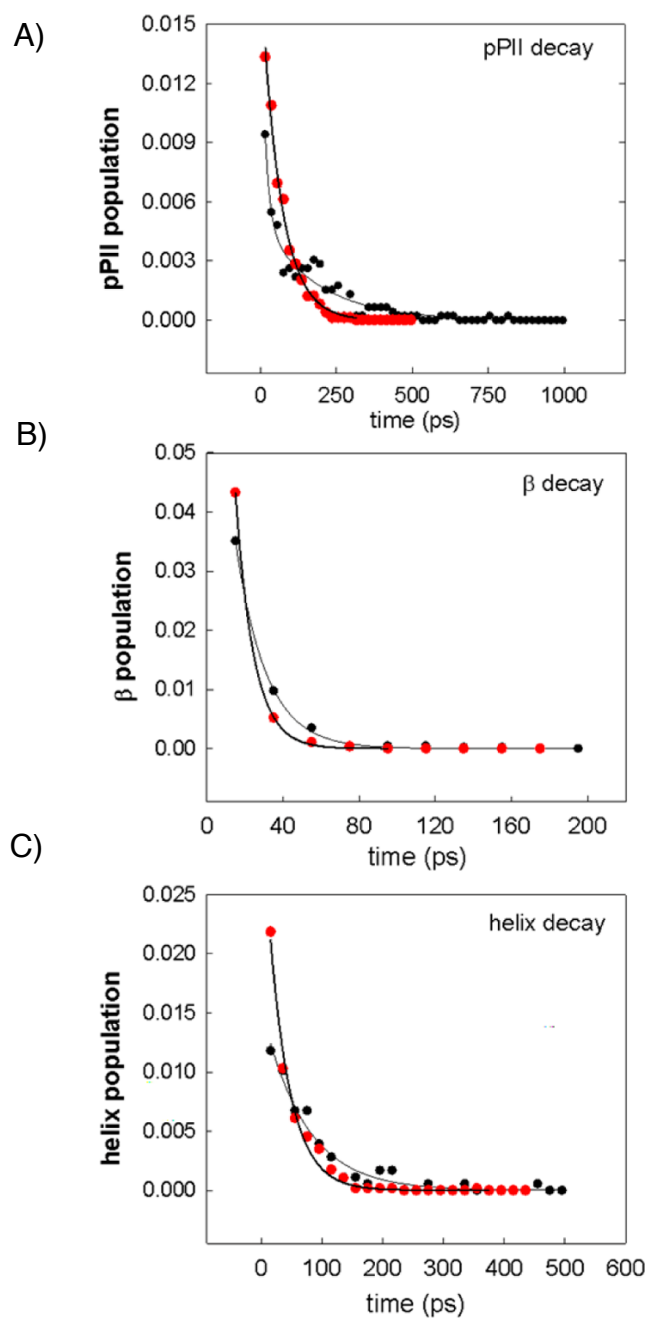 A)
pPII decay
pPII population
0.015
0.012
0.009
0.006
0.003
0.000
0 250 500 750 1000
time (ps)
B)
β decay
β population
0.05
0.04
0.03
0.02
0.01
0.00
0 40 80 120 160 200
time (ps)
C)
helix decay
helix population
0.025
0.020
0.015
0.010
0.005
0.000
0 100 200 300 400 500 600
time (ps)